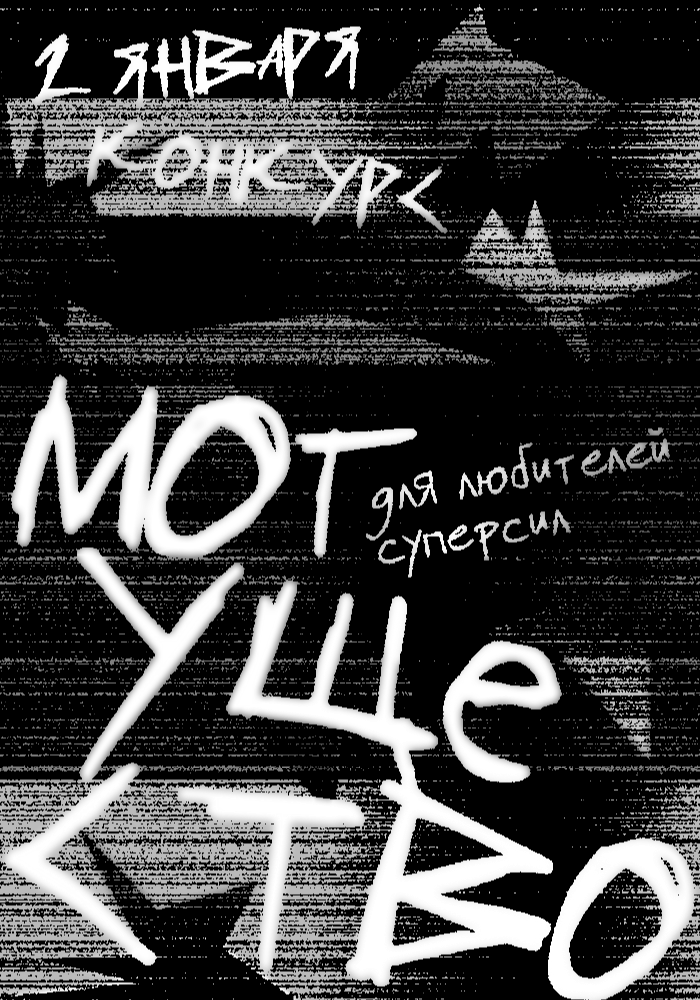 2 ЯНВАРЯ
КОНКУРС
МОТ
для любителей
суперсил
УЩе
СТВО